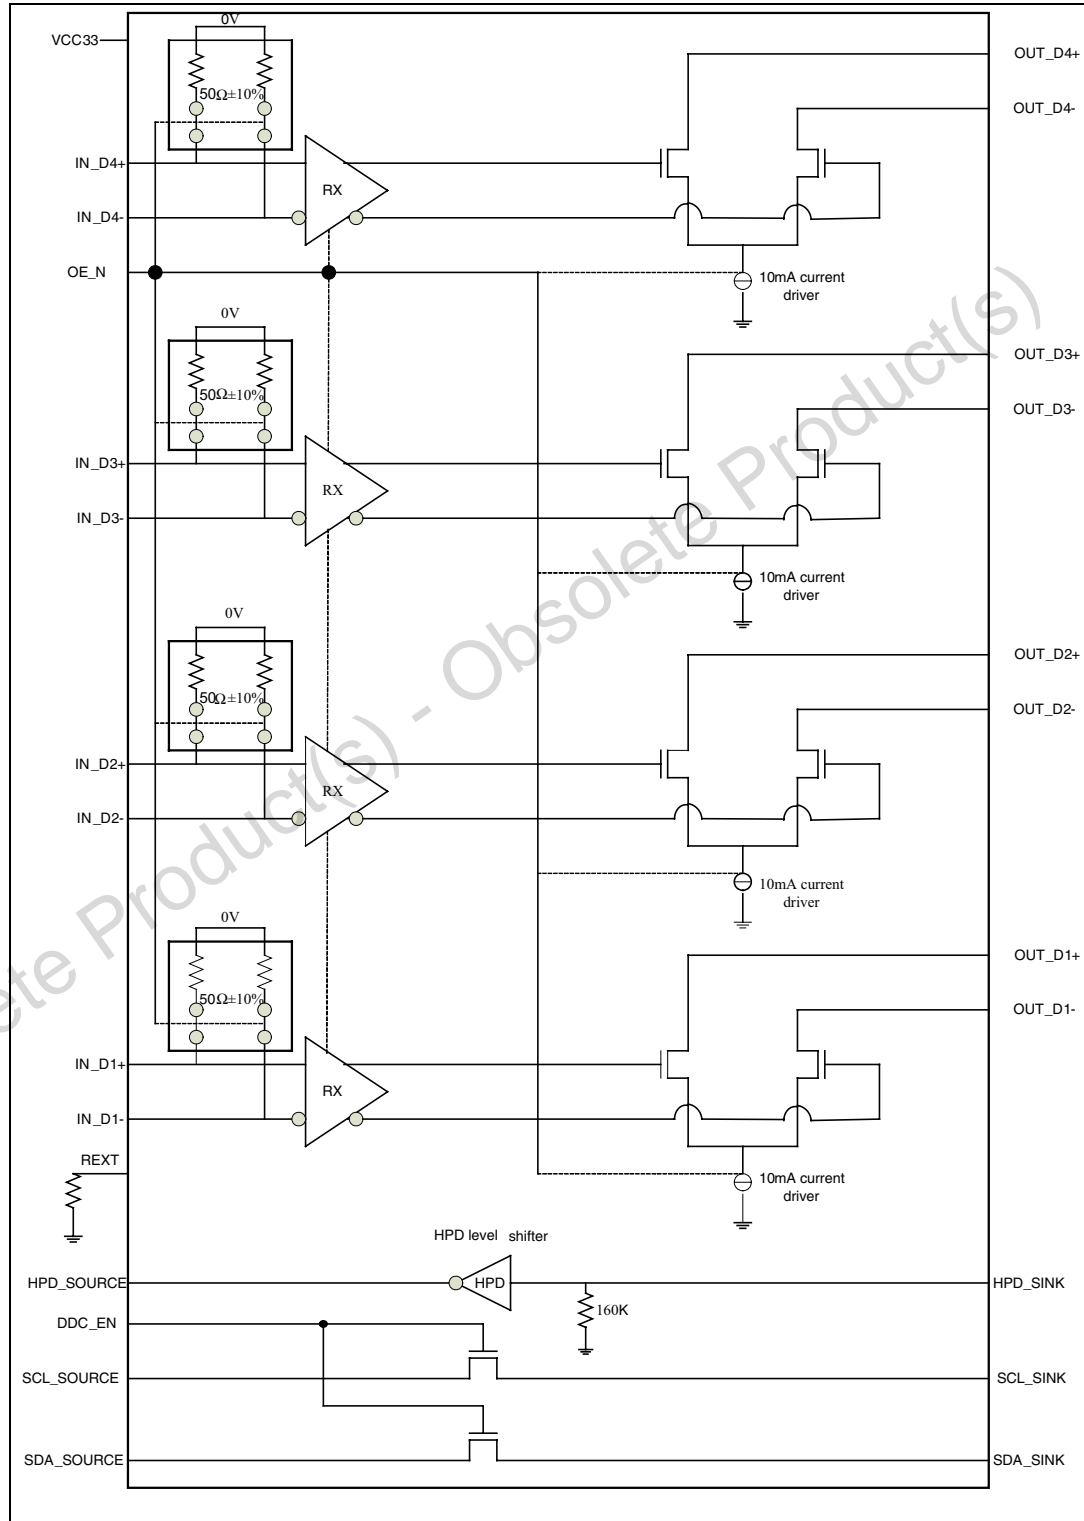 0V
VCC33
OUT_D4+
50Ω±10%
OUT_D4-
IN_D4+
RX
IN_D4-
OE_N
10mA current
driver
0V
OUT_D3+
50Ω±10%
OUT_D3-
IN_D3+
RX
IN_D3-
10mA current
driver
0V
OUT_D2+
50Ω±10%
OUT_D2-
IN_D2+
RX
IN_D2-
10mA current
driver
0V
OUT_D1+
50Ω±10%
OUT_D1-
IN_D1+
RX
IN_D1-
REXT
10mA current
driver
HPD level shifter
HPD_SOURCE
HPD
HPD_SINK
160K
DDC_EN
SCL_SOURCE
SCL_SINK
SDA_SOURCE
SDA_SINK
ete Product(s) - Obsolete Product(s)